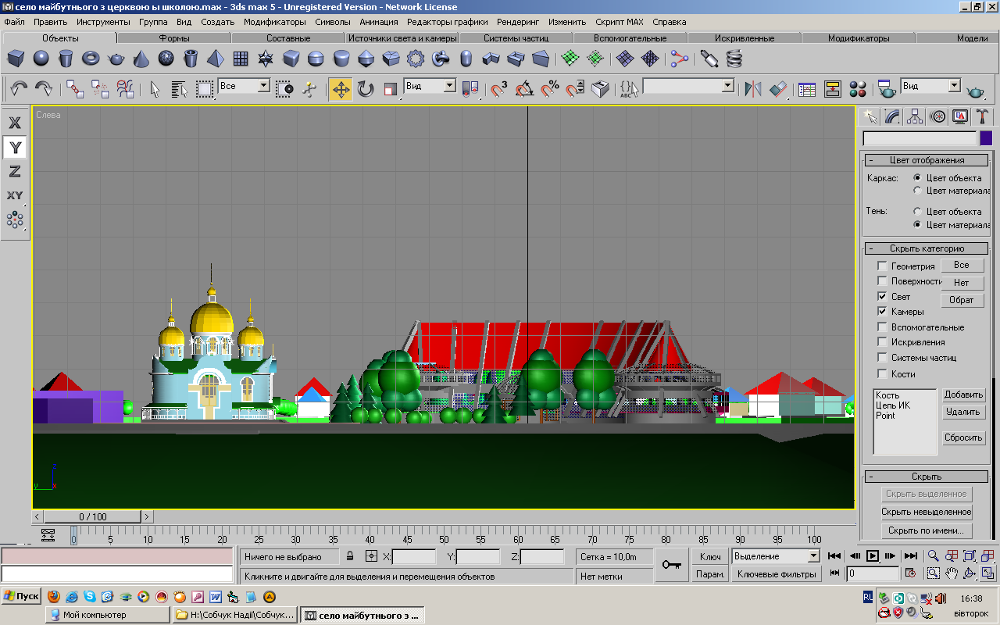 село майбутнього з церквою ы школою.max - 3ds max 5 - Unregistered Version - Network License
Файл Править Инструменты Группа Вид Создать Модификаторы Символы Анимация Редакторы графики Рендеринг Изменить Скрипт MAX Справка
Объекты Формы Составные Источники света и камеры Системы частиц Вспомогательные Искривленные Модификаторы Модели
Все Вид 3 % {} ABC Вид
Слева
X
Y
Z
XY
Цвет отображения
Каркас: Цвет объекта
Цвет материала
Тень: Цвет объекта
Цвет материала
Скрыть категорию
Геометрия Все
Поверхности Нет
Свет Обрат
Камеры
Вспомогательные
Искривления
Системы частиц
Кости
Кость Добавить
Цепь ИК Удалить
Point
Сбросить
Скрыть
Скрыть выделенное
Скрыть невыделенное
Скрыть по имени...
z
y x
< 0 / 100 >
0 5 10 15 20 25 30 35 40 45 50 55 60 65 70 75 80 85 90 95 100
Ничего не выбрано X: Y: Z: Сетка = 10,0m Ключ Выделение
Кликните и двигайте для выделения и перемещения объектов Нет метки Парам. Ключевые фильтры 0
Пуск RL 16:38
Мой компьютер H:\Собчук Надії\Собчук... село майбутнього з ... вівторок